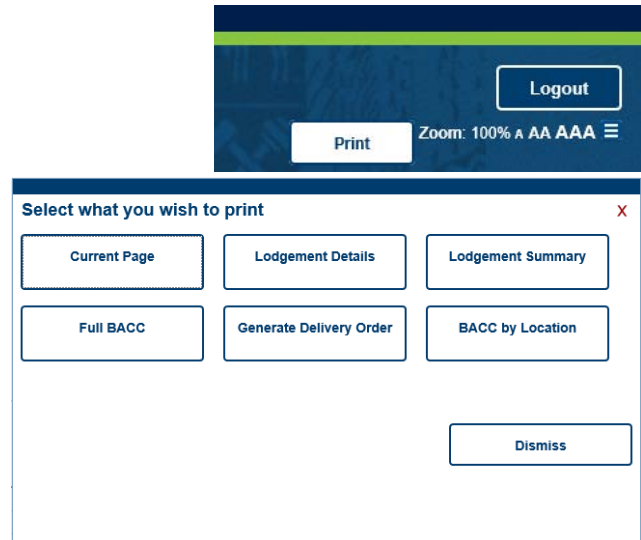 Logout
Print
Zoom: 100% A AA AAA
Select what you wish to print
X
Current Page
Lodgement Details
Lodgement Summary
Full BACC
Generate Delivery Order
BACC by Location
Dismiss